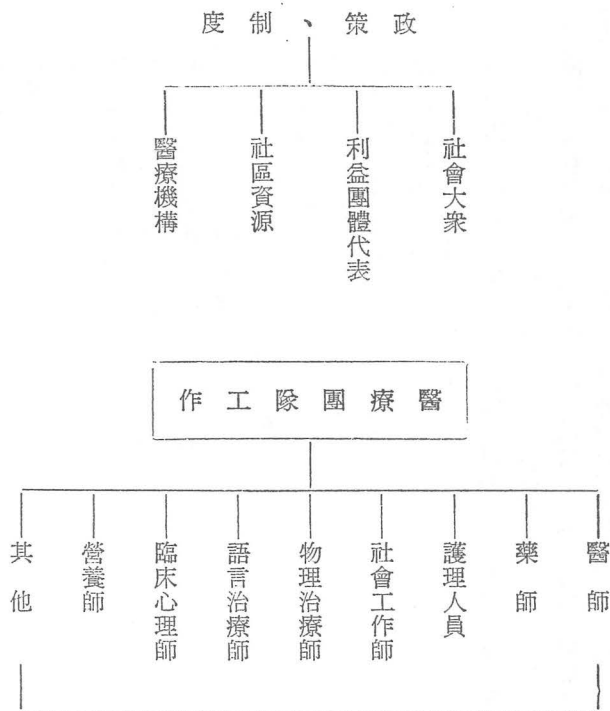 政策、制度
社會大衆
利益團體代表
社區資源
醫療機構
醫療團隊工作
醫師
藥師
護理人員
社會工作師
物理治療師
語言治療師
臨床心理師
營養師
其他